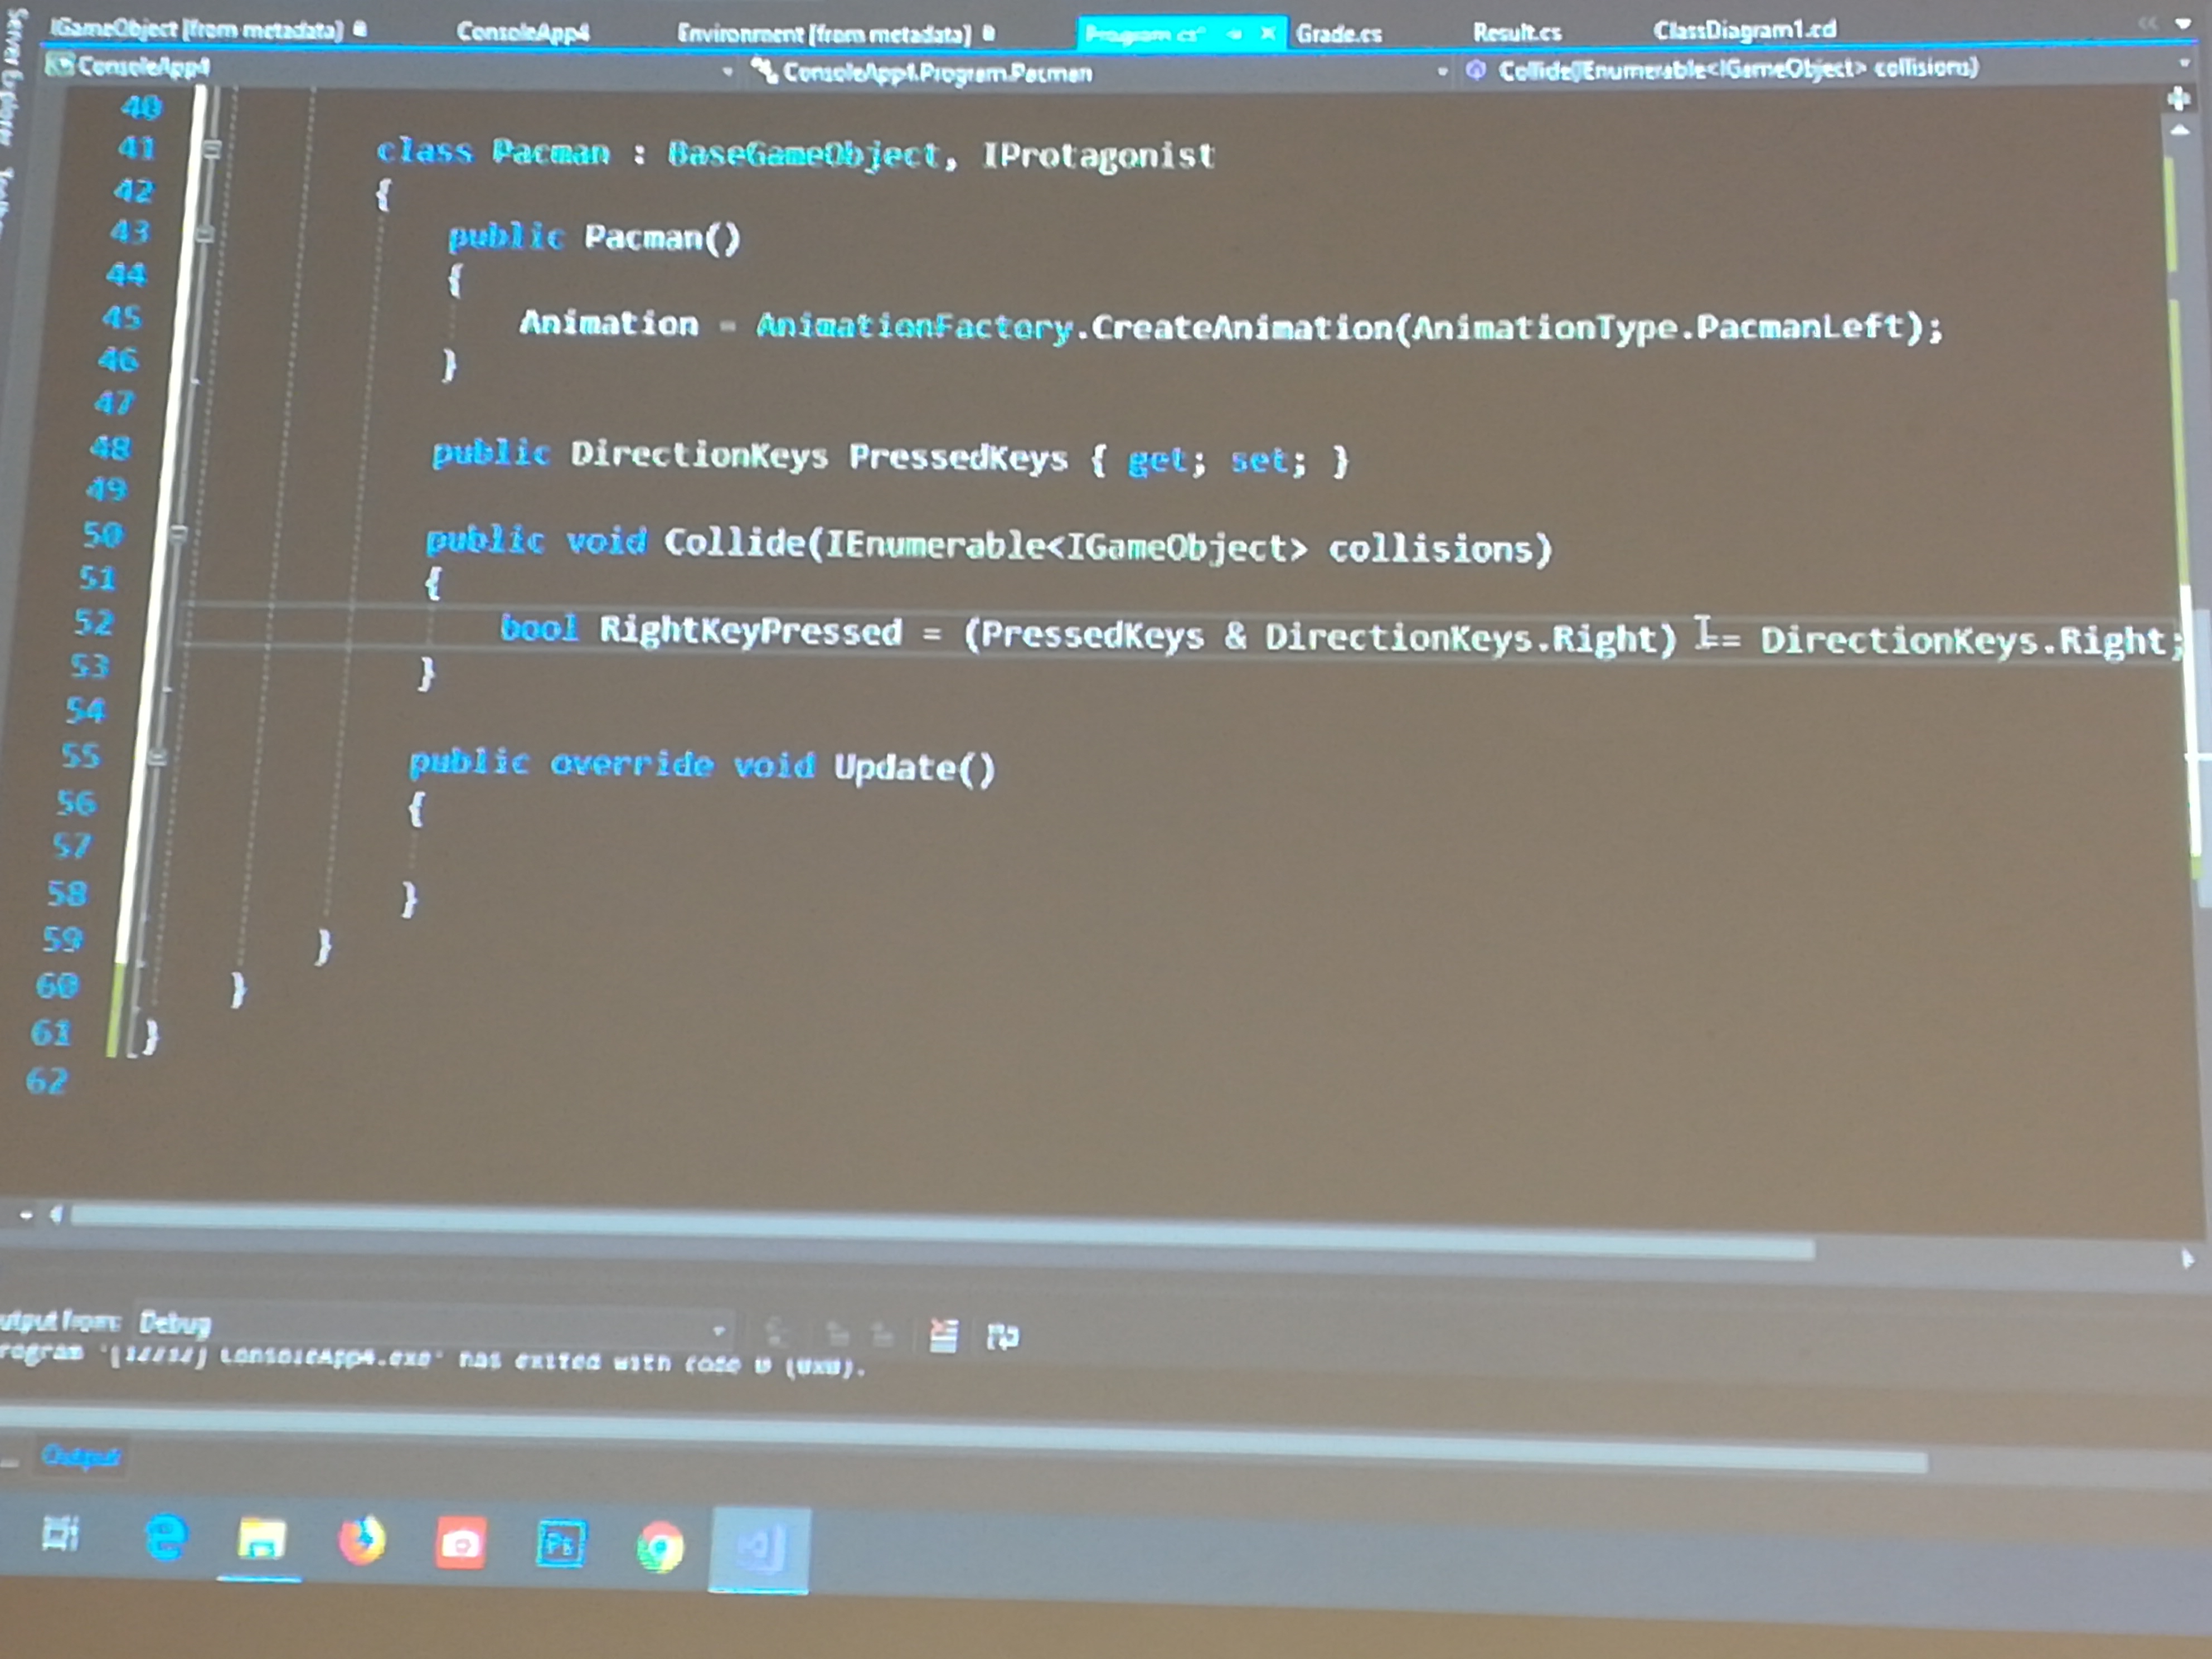 IGameObject [from metadata] ConsoleApp4 Environment [from metadata] Program.cs* Grade.cs Result.cs ClassDiagram1.cd
ConsoleApp4 ConsoleApp4.Program.Pacman Collide(IEnumerable<IGameObject> collisions)
Server Explorer
40
41 class Pacman : BaseGameObject, IProtagonist
42 {
43 public Pacman()
44 {
45 Animation = AnimationFactory.CreateAnimation(AnimationType.PacmanLeft);
46 }
47
48 public DirectionKeys PressedKeys { get; set; }
49
50 public void Collide(IEnumerable<IGameObject> collisions)
51 {
52 bool RightKeyPressed = (PressedKeys & DirectionKeys.Right) == DirectionKeys.Right;
53 }
54
55 public override void Update()
56 {
57
58 }
59 }
60 }
61 }
62
utput from: Debug
rogram ConsoleApp4.exe' has exited with code 0 (0x0).
Output
Ps